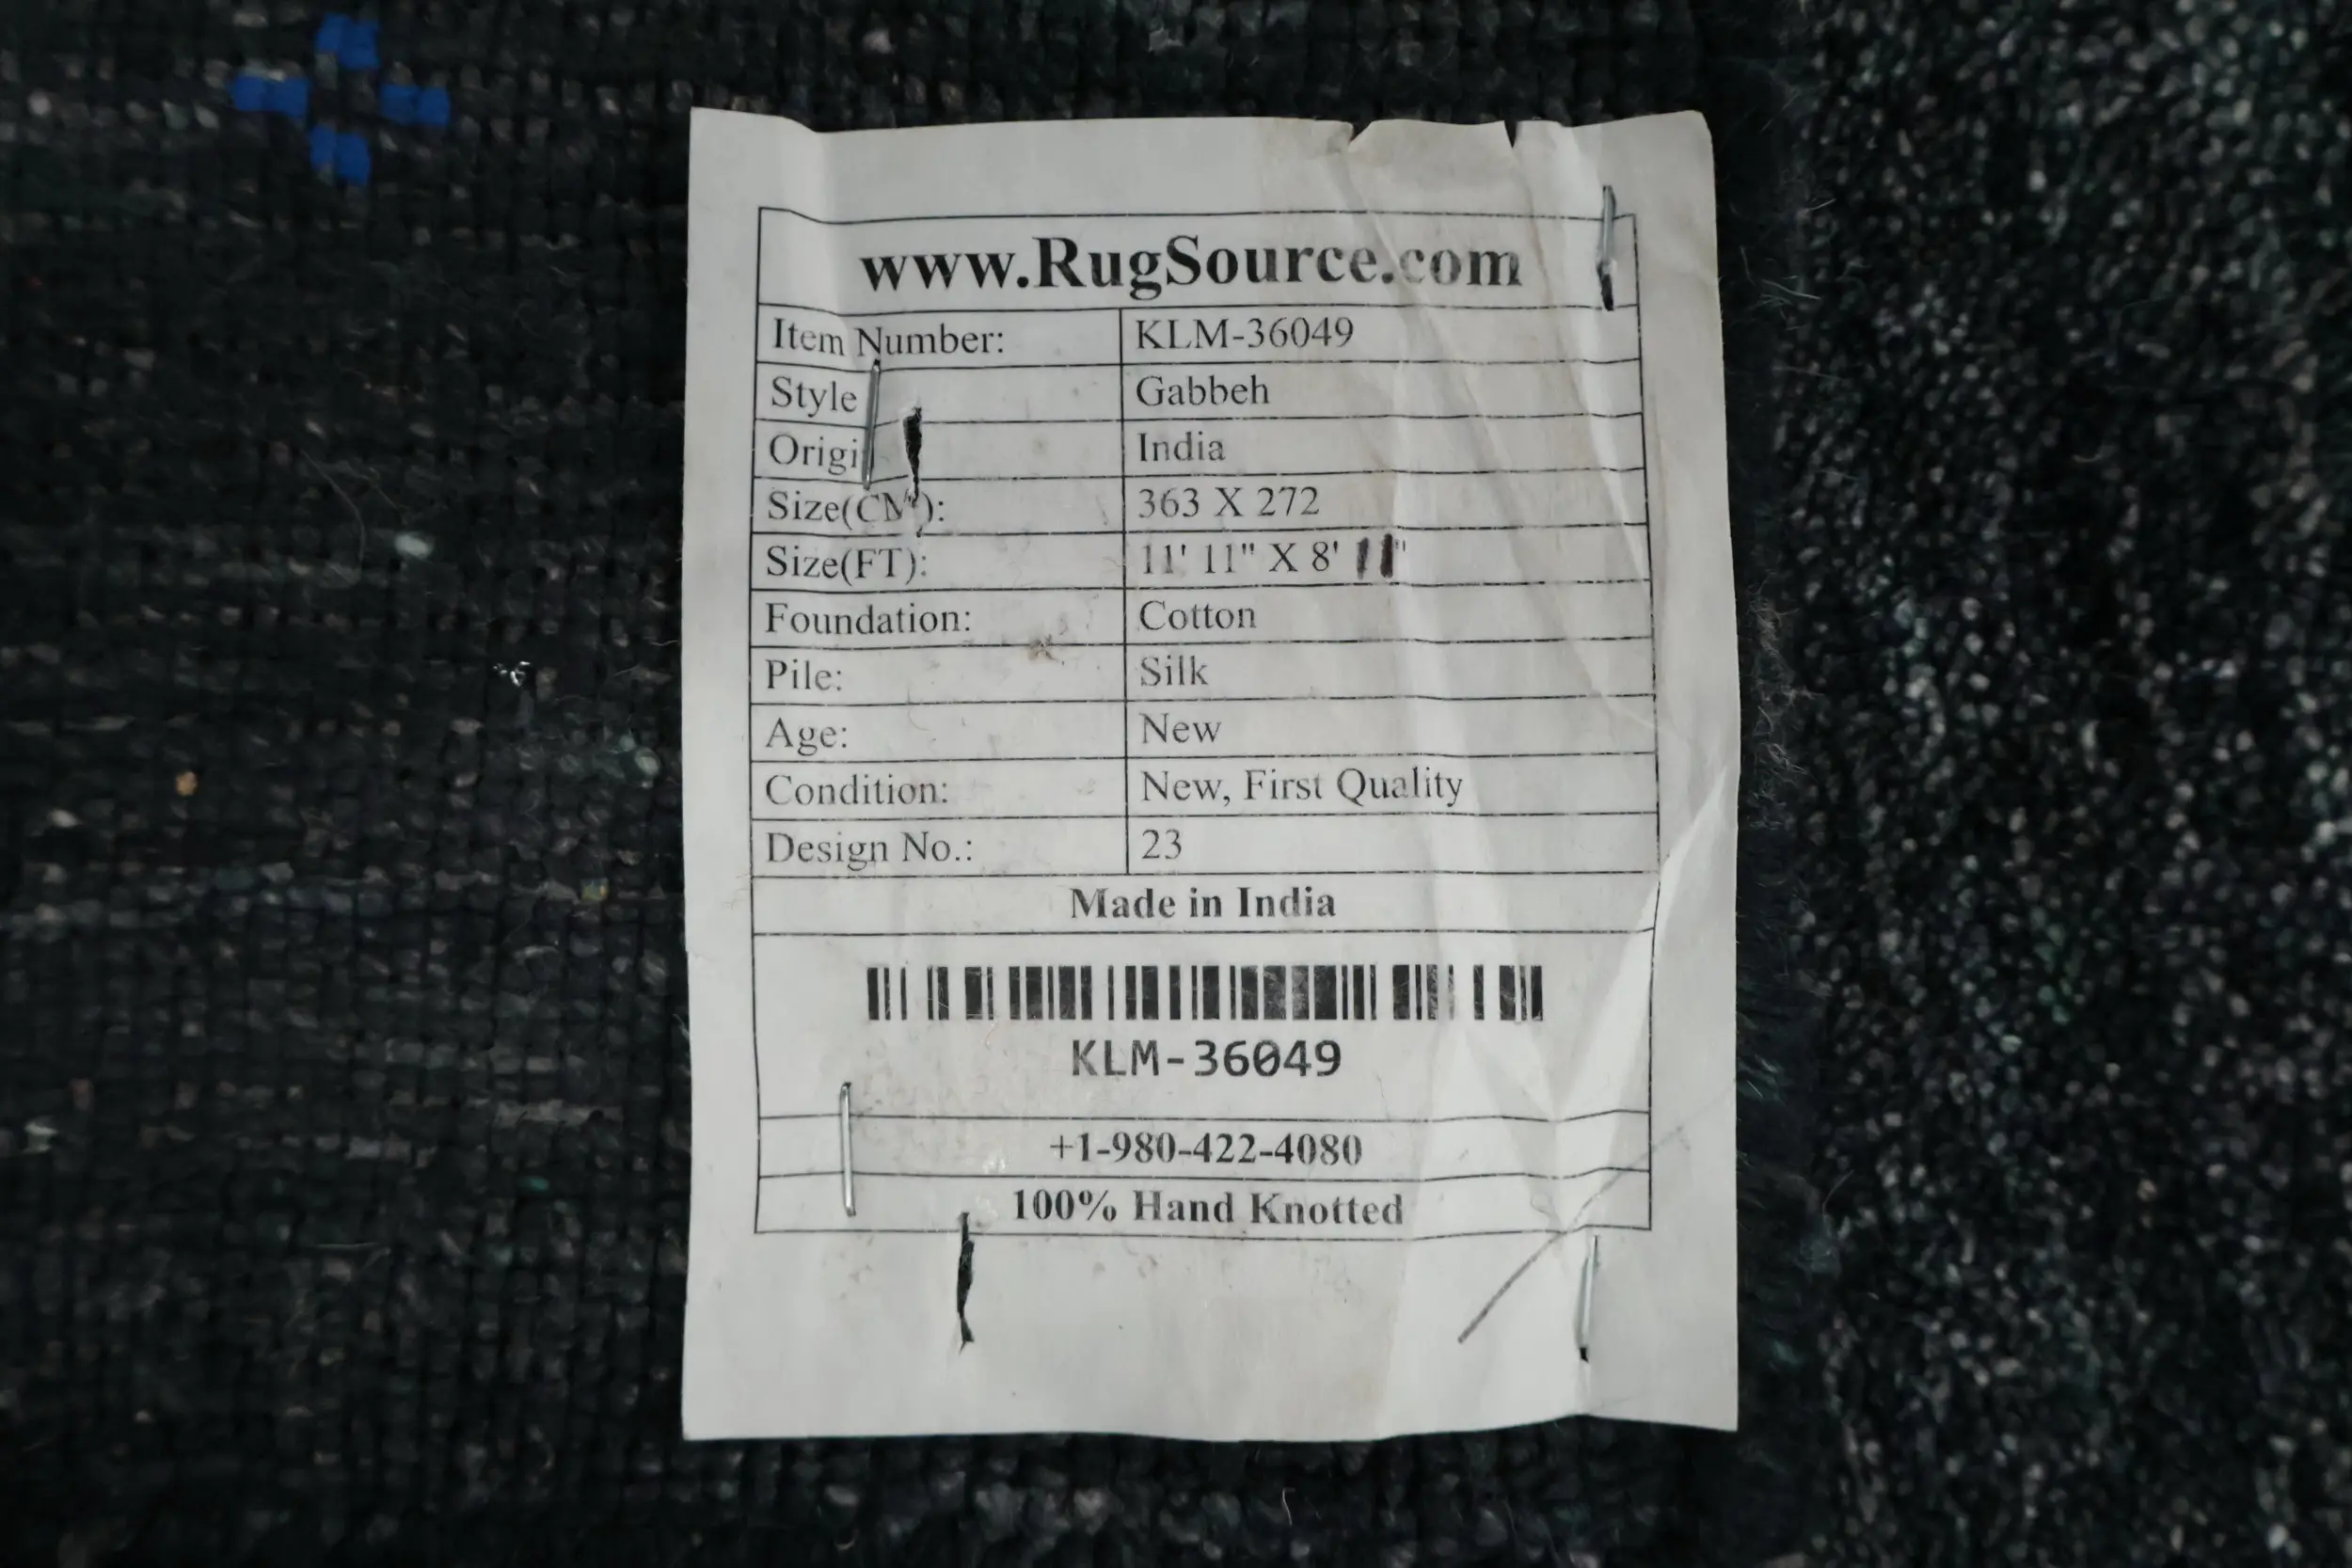 www.RugSource.com
Item Number: KLM-36049
Style Gabbeh
Origi India
Size(CM): 363 X 272
Size(FT): 11' 11" X 8' 11"
Foundation: Cotton
Pile: Silk
Age: New
Condition: New, First Quality
Design No.: 23
Made in India
KLM-36049
+1-980-422-4080
100% Hand Knotted